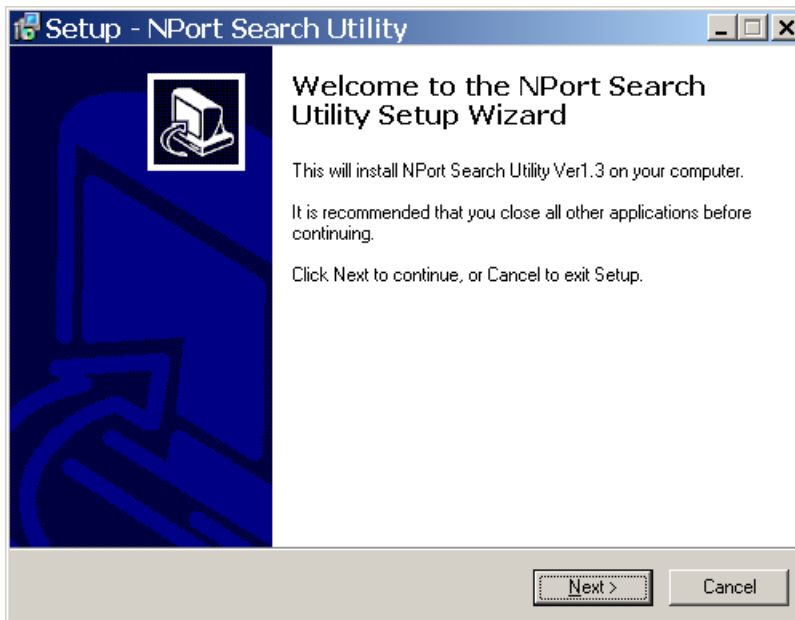 Setup - NPort Search Utility
Welcome to the NPort Search
Utility Setup Wizard
This will install NPort Search Utility Ver1.3 on your computer.
It is recommended that you close all other applications before
continuing.
Click Next to continue, or Cancel to exit Setup.
Next >
Cancel